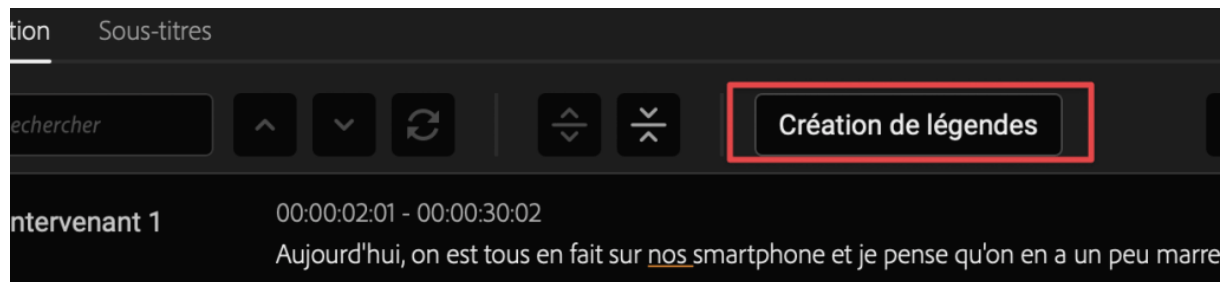 tion Sous-titres
echercher
Création de légendes
ntervenant 1 00:00:02:01 - 00:00:30:02
Aujourd'hui, on est tous en fait sur nos smartphone et je pense qu'on en a un peu marre